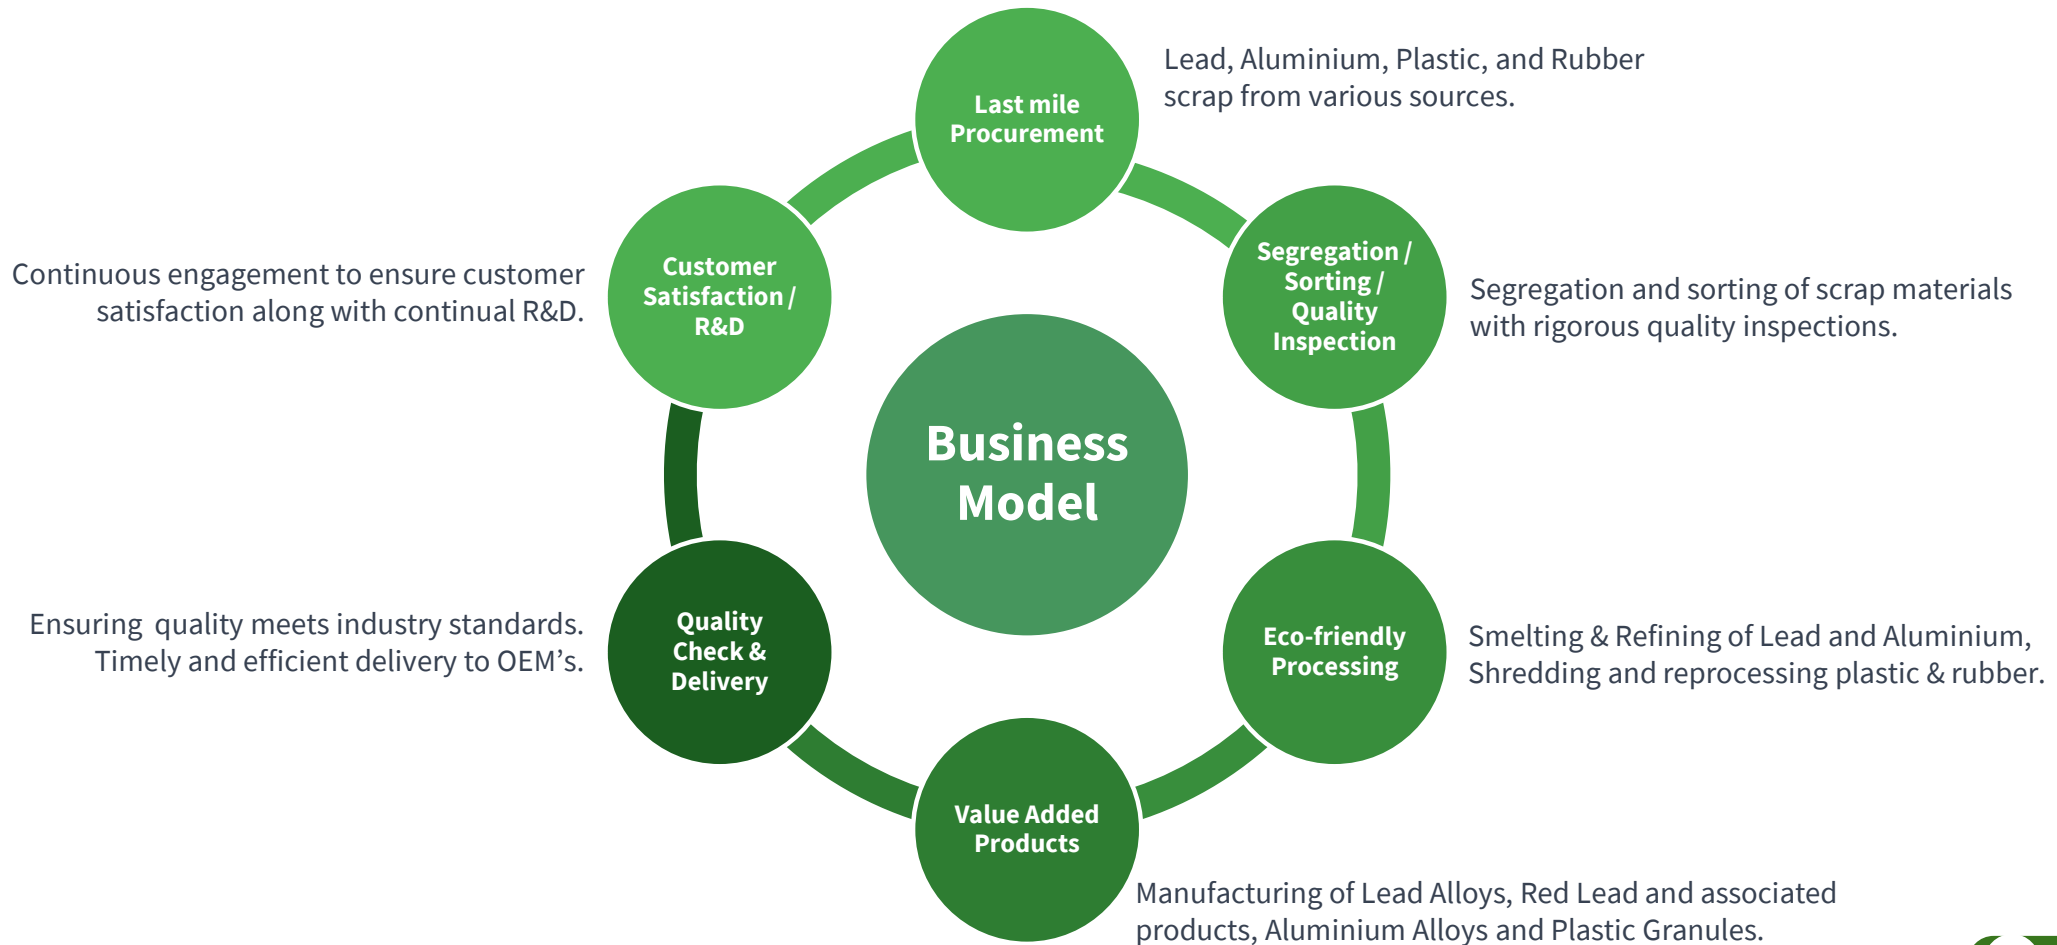 Last mile
Procurement
Lead, Aluminium, Plastic, and Rubber
scrap from various sources.
Segregation /
Sorting /
Quality
Inspection
Segregation and sorting of scrap materials
with rigorous quality inspections.
Eco-friendly
Processing
Smelting & Refining of Lead and Aluminium,
Shredding and reprocessing plastic & rubber.
Value Added
Products
Manufacturing of Lead Alloys, Red Lead and associated
products, Aluminium Alloys and Plastic Granules.
Quality
Check &
Delivery
Ensuring  quality meets industry standards.
Timely and efficient delivery to OEM’s.
Customer
Satisfaction /
R&D
Continuous engagement to ensure customer
satisfaction along with continual R&D.
Business
Model